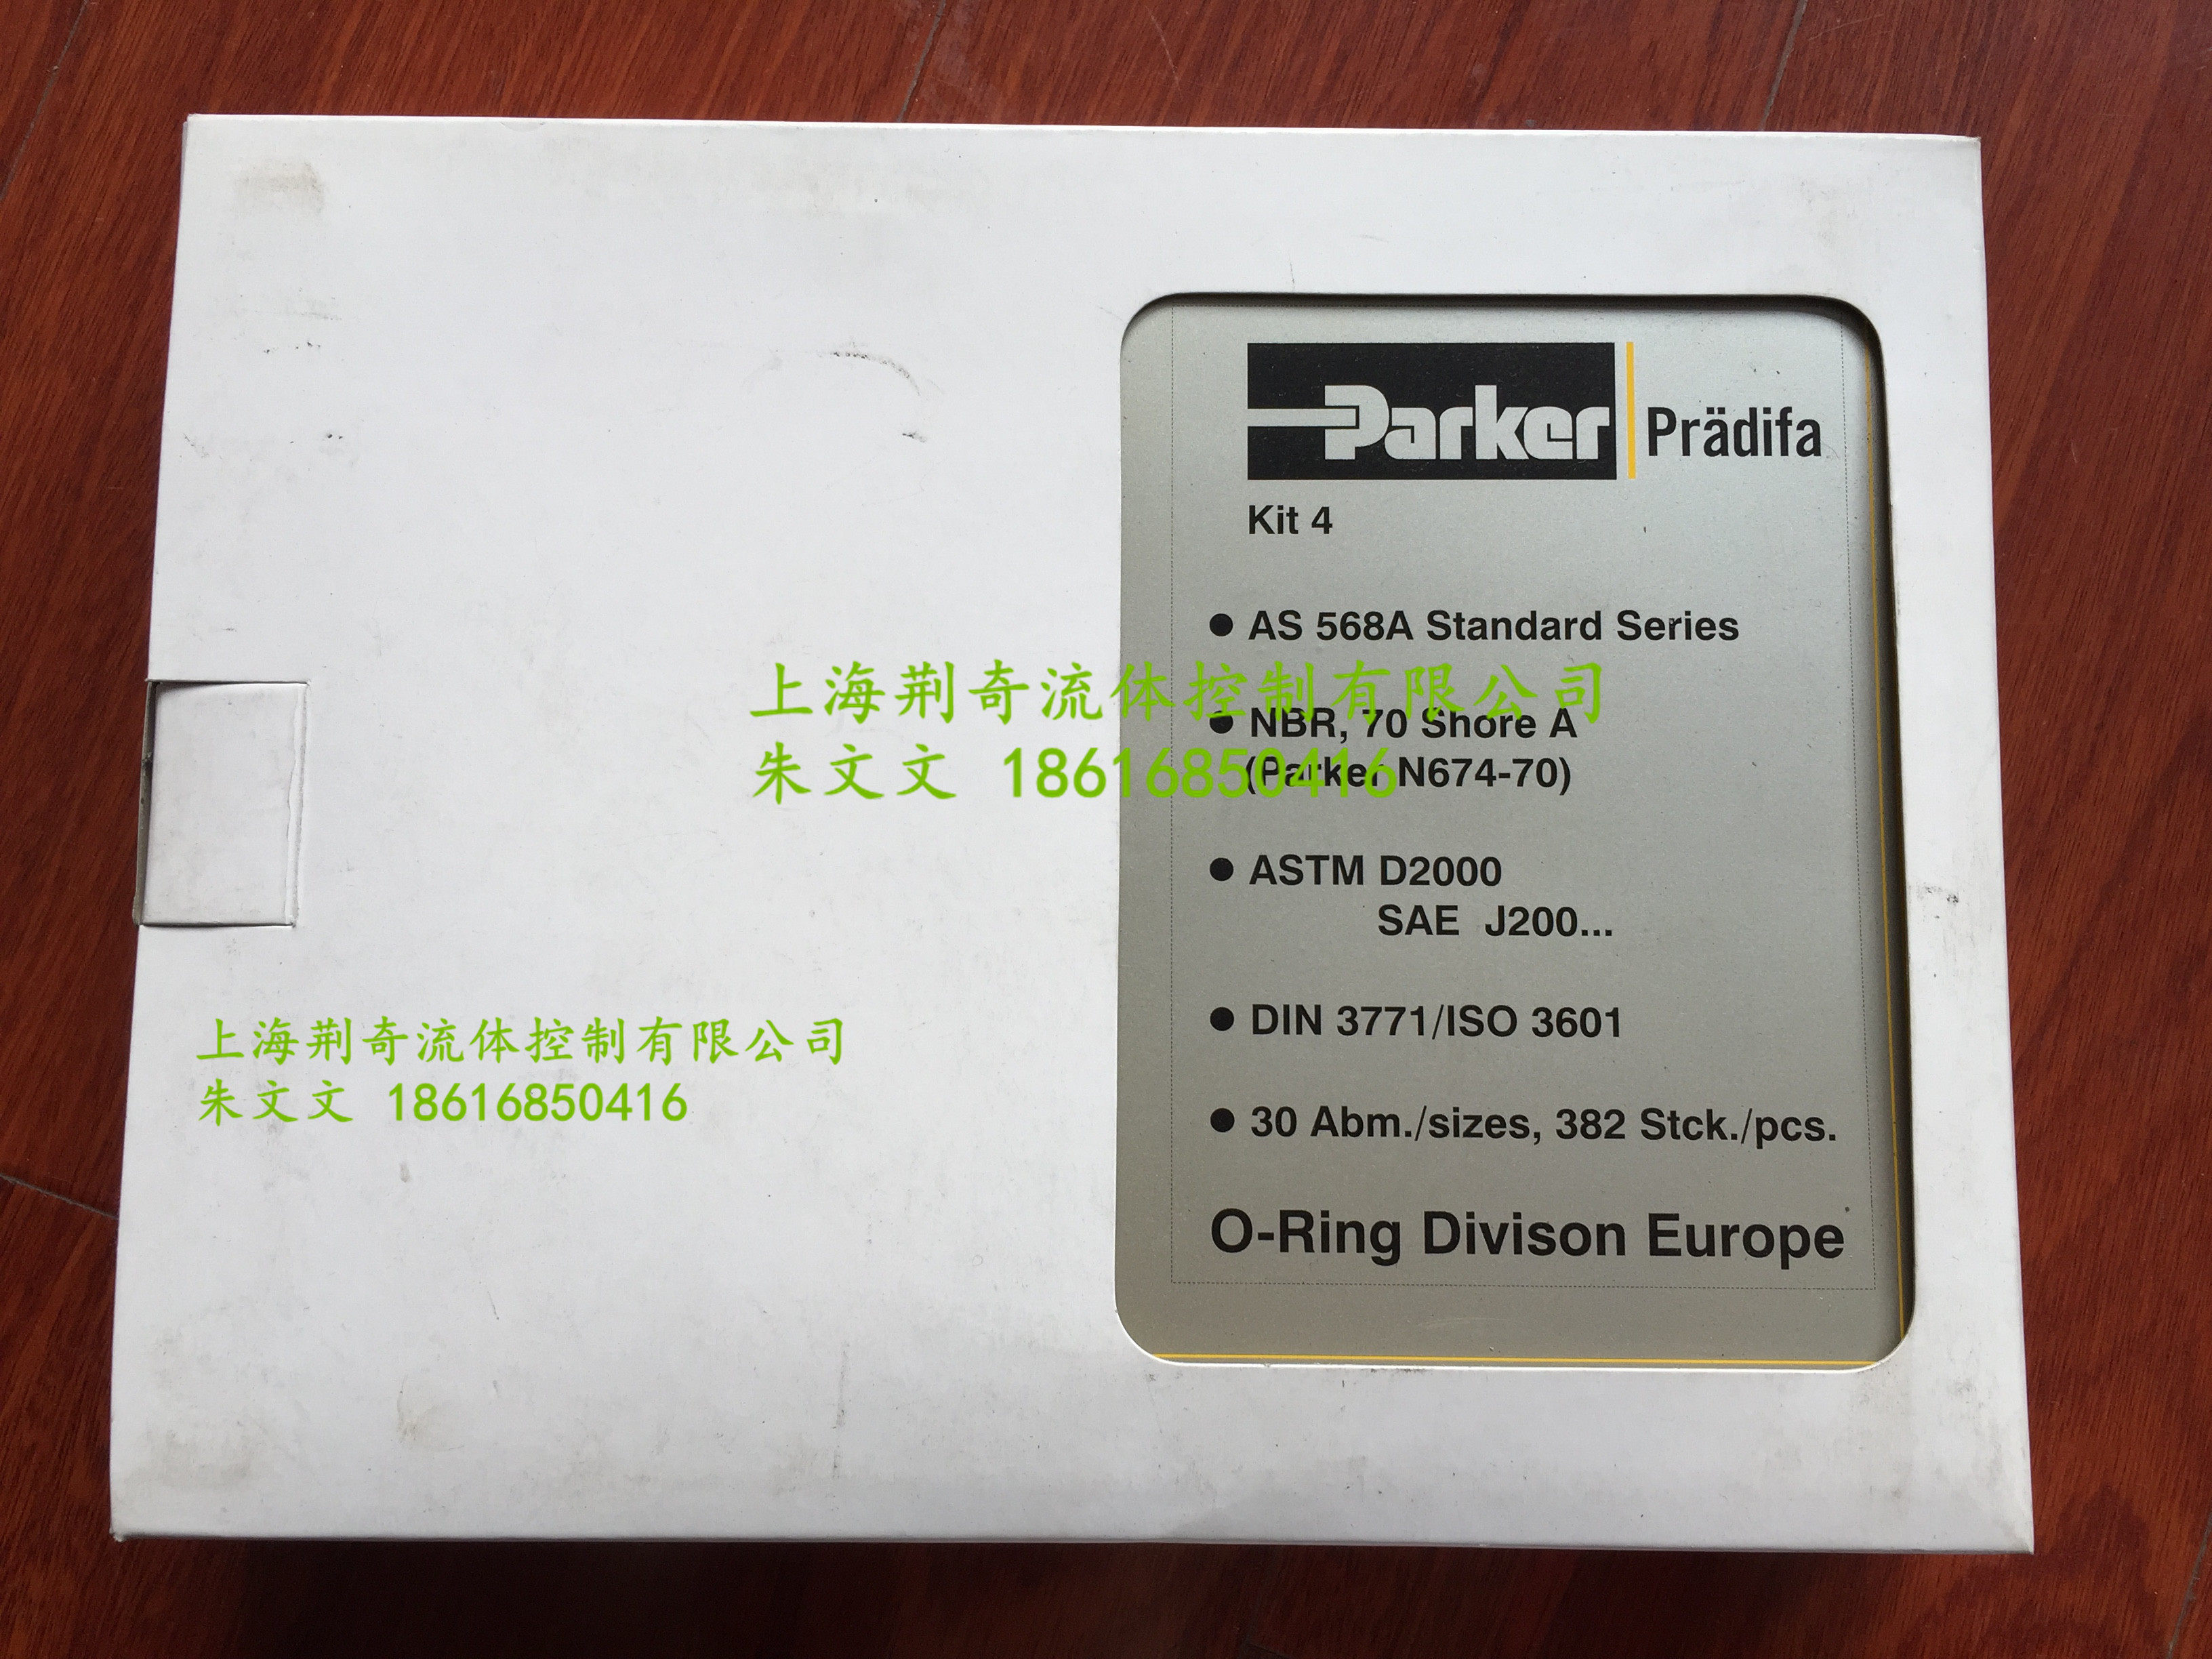 Parker Prädifa
Kit 4
● AS 568A Standard Series
上海荆奇流体控制有限公司
● NBR, 70 Shore A
朱文文 18616850416
(Parker N674-70)
● ASTM D2000
SAE J200...
● DIN 3771/ISO 3601
上海荆奇流体控制有限公司
朱文文 18616850416
● 30 Abm./sizes, 382 Stck./pcs.
O-Ring Divison Europe